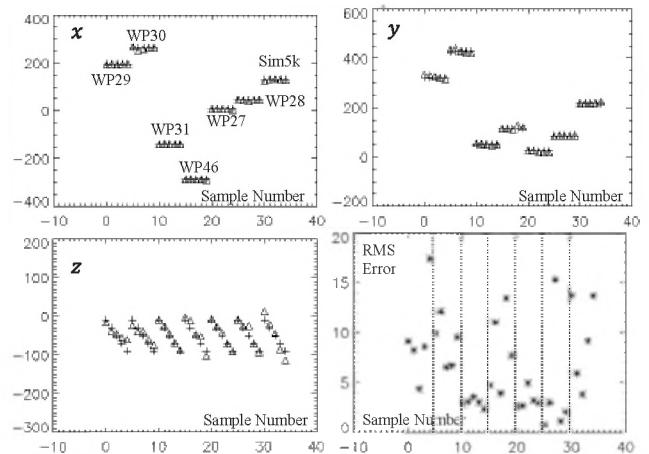 x
400
200
0
-200
-400
WP30
WP29
Sim5k
WP28
WP27
WP31
WP46
Sample Number
-10 0 10 20 30 40
y
600
400
200
0
-200
Sample Number
-10 0 10 20 30 40
z
200
100
0
-100
-200
-300
Sample Number
-10 0 10 20 30 40
RMS
Error
20
15
10
5
0
Sample Number
-10 0 10 20 30 40